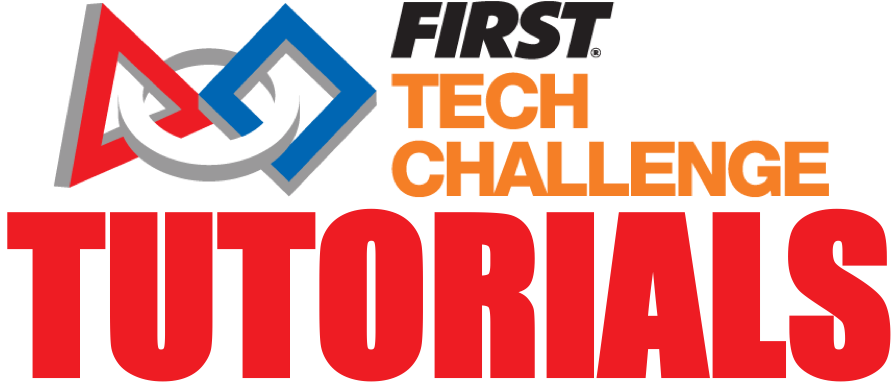 FIRST®
TECH
CHALLENGE
TUTORIALS